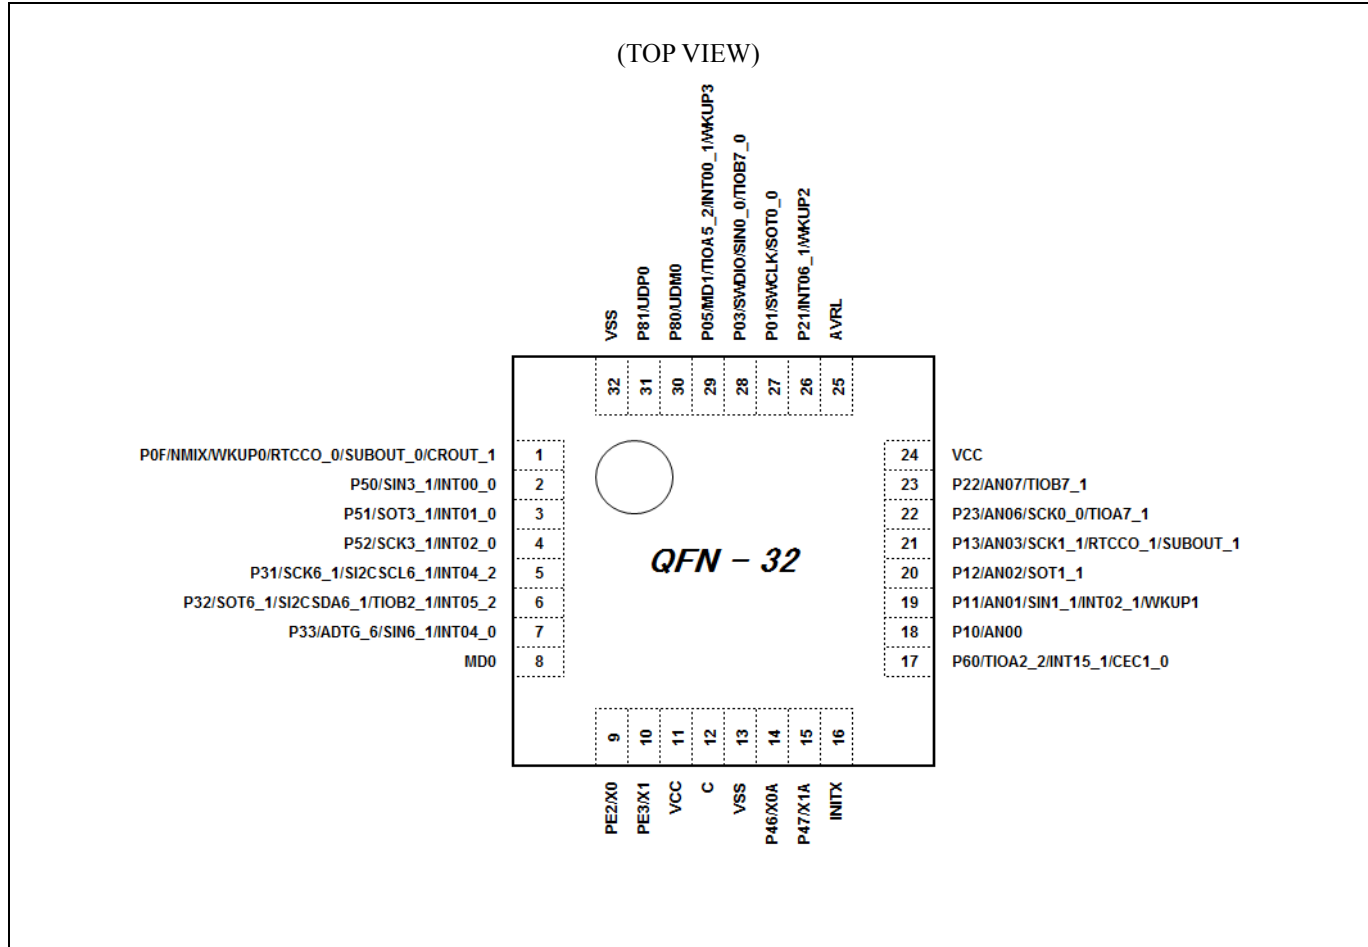 (TOP VIEW)
VSS
P81/UDP0
P80/UDM0
P05/MD1/TIOA5_2/INT00_1/WKUP3
P03/SWDIO/SIN0_0/TIOB7_0
P01/SWCLK/SOT0_0
P21/INT06_1/WKUP2
AVRL
32 31 30 29 28 27 26 25
P0F/NMIX/WKUP0/RTCCO_0/SUBOUT_0/CROUT_1 1
P50/SIN3_1/INT00_0 2
P51/SOT3_1/INT01_0 3
P52/SCK3_1/INT02_0 4
P31/SCK6_1/SI2CSCL6_1/INT04_2 5
P32/SOT6_1/SI2CSDA6_1/TIOB2_1/INT05_2 6
P33/ADTG_6/SIN6_1/INT04_0 7
MD0 8
QFN - 32
24 VCC
23 P22/AN07/TIOB7_1
22 P23/AN06/SCK0_0/TIOA7_1
21 P13/AN03/SCK1_1/RTCCO_1/SUBOUT_1
20 P12/AN02/SOT1_1
19 P11/AN01/SIN1_1/INT02_1/WKUP1
18 P10/AN00
17 P60/TIOA2_2/INT15_1/CEC1_0
9 10 11 12 13 14 15 16
PE2/X0
PE3/X1
VCC
C
VSS
P46/X0A
P47/X1A
INITX